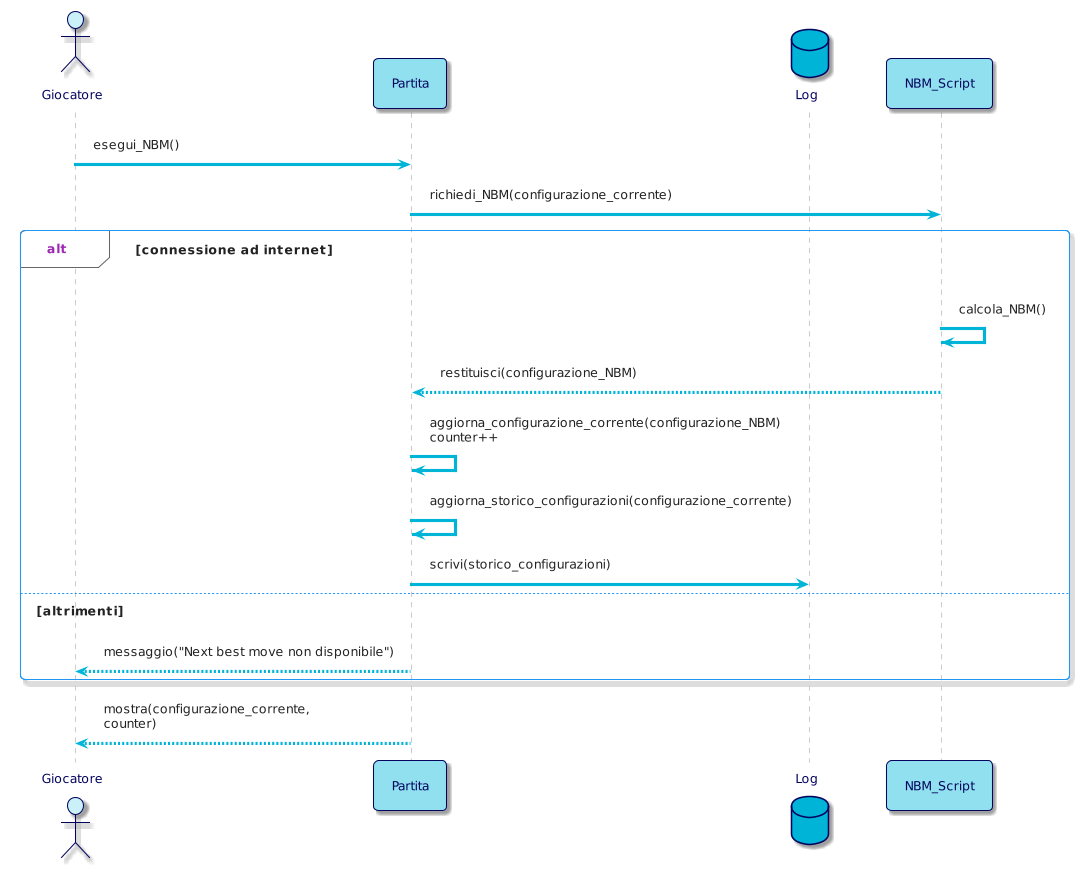 Giocatore
Partita
Log
NBM_Script
esegui_NBM()
richiedi_NBM(configurazione_corrente)
alt
[connessione ad internet]
calcola_NBM()
restituisci(configurazione_NBM)
aggiorna_configurazione_corrente(configurazione_NBM)
counter++
aggiorna_storico_configurazioni(configurazione_corrente)
scrivi(storico_configurazioni)
[altrimenti]
messaggio("Next best move non disponibile")
mostra(configurazione_corrente,
counter)
Giocatore
Partita
Log
NBM_Script